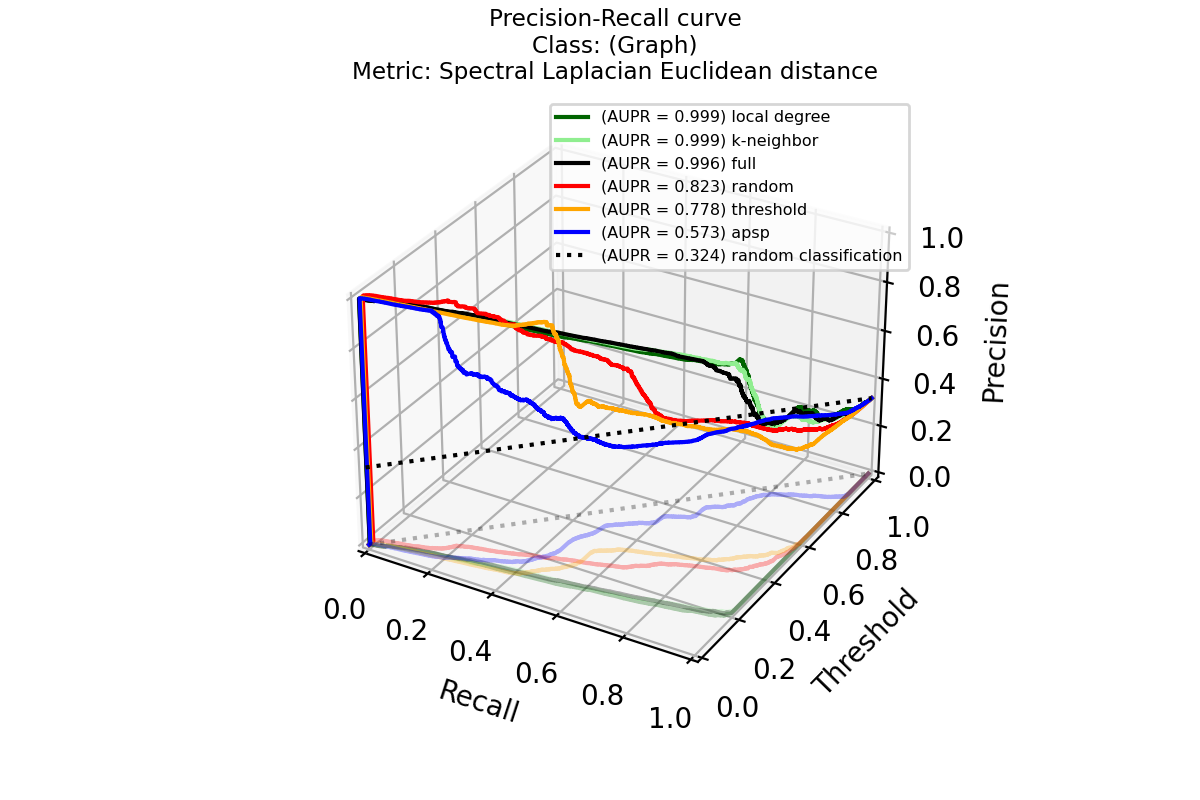 Precision-Recall curve
Class: (Graph)
Metric: Spectral Laplacian Euclidean distance
(AUPR = 0.999) local degree
(AUPR = 0.999) k-neighbor
(AUPR = 0.996) full
(AUPR = 0.823) random
(AUPR = 0.778) threshold
(AUPR = 0.573) apsp
(AUPR = 0.324) random classification
1.0
0.8
0.6
0.4
0.2
0.0
Precision
1.0
0.8
0.6
0.4
0.2
0.0
Threshold
0.0
0.2
0.4
0.6
0.8
1.0
Recall